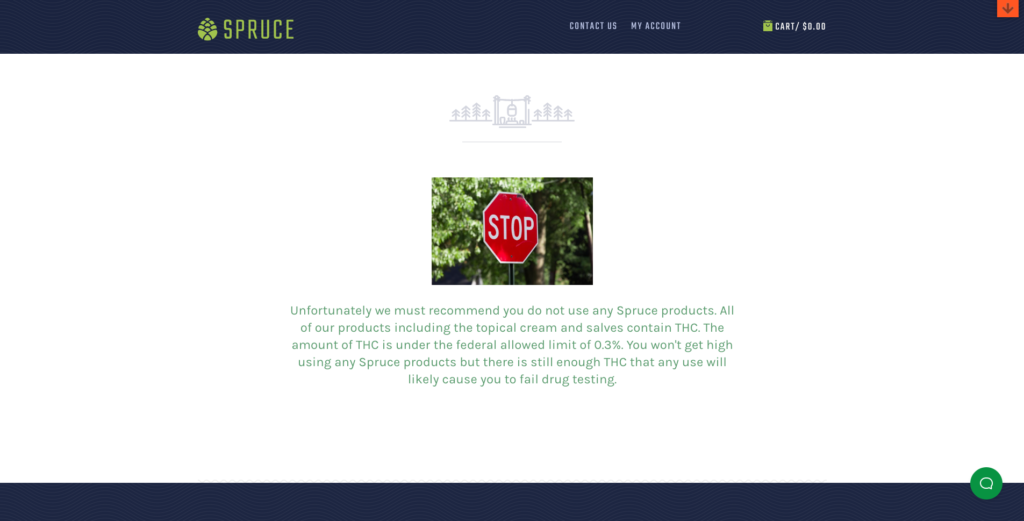 SPRUCE
CONTACT US
MY ACCOUNT
CART/ $0.00
STOP
Unfortunately we must recommend you do not use any Spruce products. All
of our products including the topical cream and salves contain THC. The
amount of THC is under the federal allowed limit of 0.3%. You won't get high
using any Spruce products but there is still enough THC that any use will
likely cause you to fail drug testing.